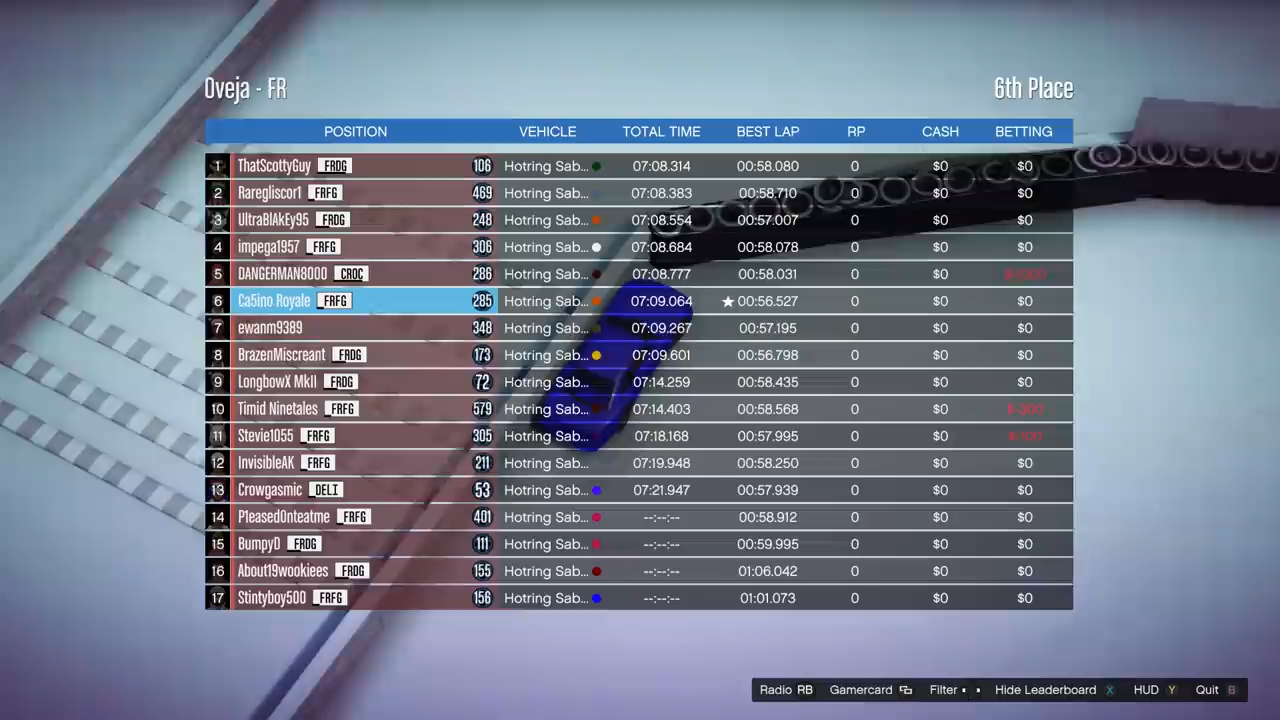 Oveja - FR 6th Place
POSITION VEHICLE TOTAL TIME BEST LAP RP CASH BETTING
1 ThatScottyGuy FRDG 106 Hotring Sab... 07:08.314 00:58.080 0 $0 $0
2 Raregliscor1 FRFG 469 Hotring Sab... 07:08.383 00:58.710 0 $0 $0
3 UltraBlAkEy95 FRDG 248 Hotring Sab... 07:08.554 00:57.007 0 $0 $0
4 impega1957 FRFG 306 Hotring Sab... 07:08.684 00:58.078 0 $0 $0
5 DANGERMAN8000 CROC 286 Hotring Sab... 07:08.777 00:58.031 0 $0
6 Ca5ino Royale FRFG 285 Hotring Sab... 07:09.064 ★ 00:56.527 0 $0 $0
7 ewanm9389 348 Hotring Sab... 07:09.267 00:57.195 0 $0 $0
8 BrazenMiscreant FRDG 173 Hotring Sab... 07:09.601 00:56.798 0 $0 $0
9 LongbowX MkII FRDG 72 Hotring Sab... 07:14.259 00:58.435 0 $0 $0
10 Timid Ninetales FRFG 579 Hotring Sab... 07:14.403 00:58.568 0 $0
11 Stevie1055 FRFG 305 Hotring Sab... 07:18.168 00:57.995 0 $0
12 InvisibleAK FRFG 211 Hotring Sab... 07:19.948 00:58.250 0 $0 $0
13 Crowgasmic DELI 53 Hotring Sab... 07:21.947 00:57.939 0 $0 $0
14 P1eased0nteatme FRFG 401 Hotring Sab... --:--:-- 00:58.912 0 $0 $0
15 BumpyD FRDG 111 Hotring Sab... --:--:-- 00:59.995 0 $0 $0
16 About19wookiees FRDG 155 Hotring Sab... --:--:-- 01:06.042 0 $0 $0
17 Stintyboy500 FRFG 156 Hotring Sab... --:--:-- 01:01.073 0 $0 $0
Radio RB Gamercard Filter Hide Leaderboard X HUD Y Quit B